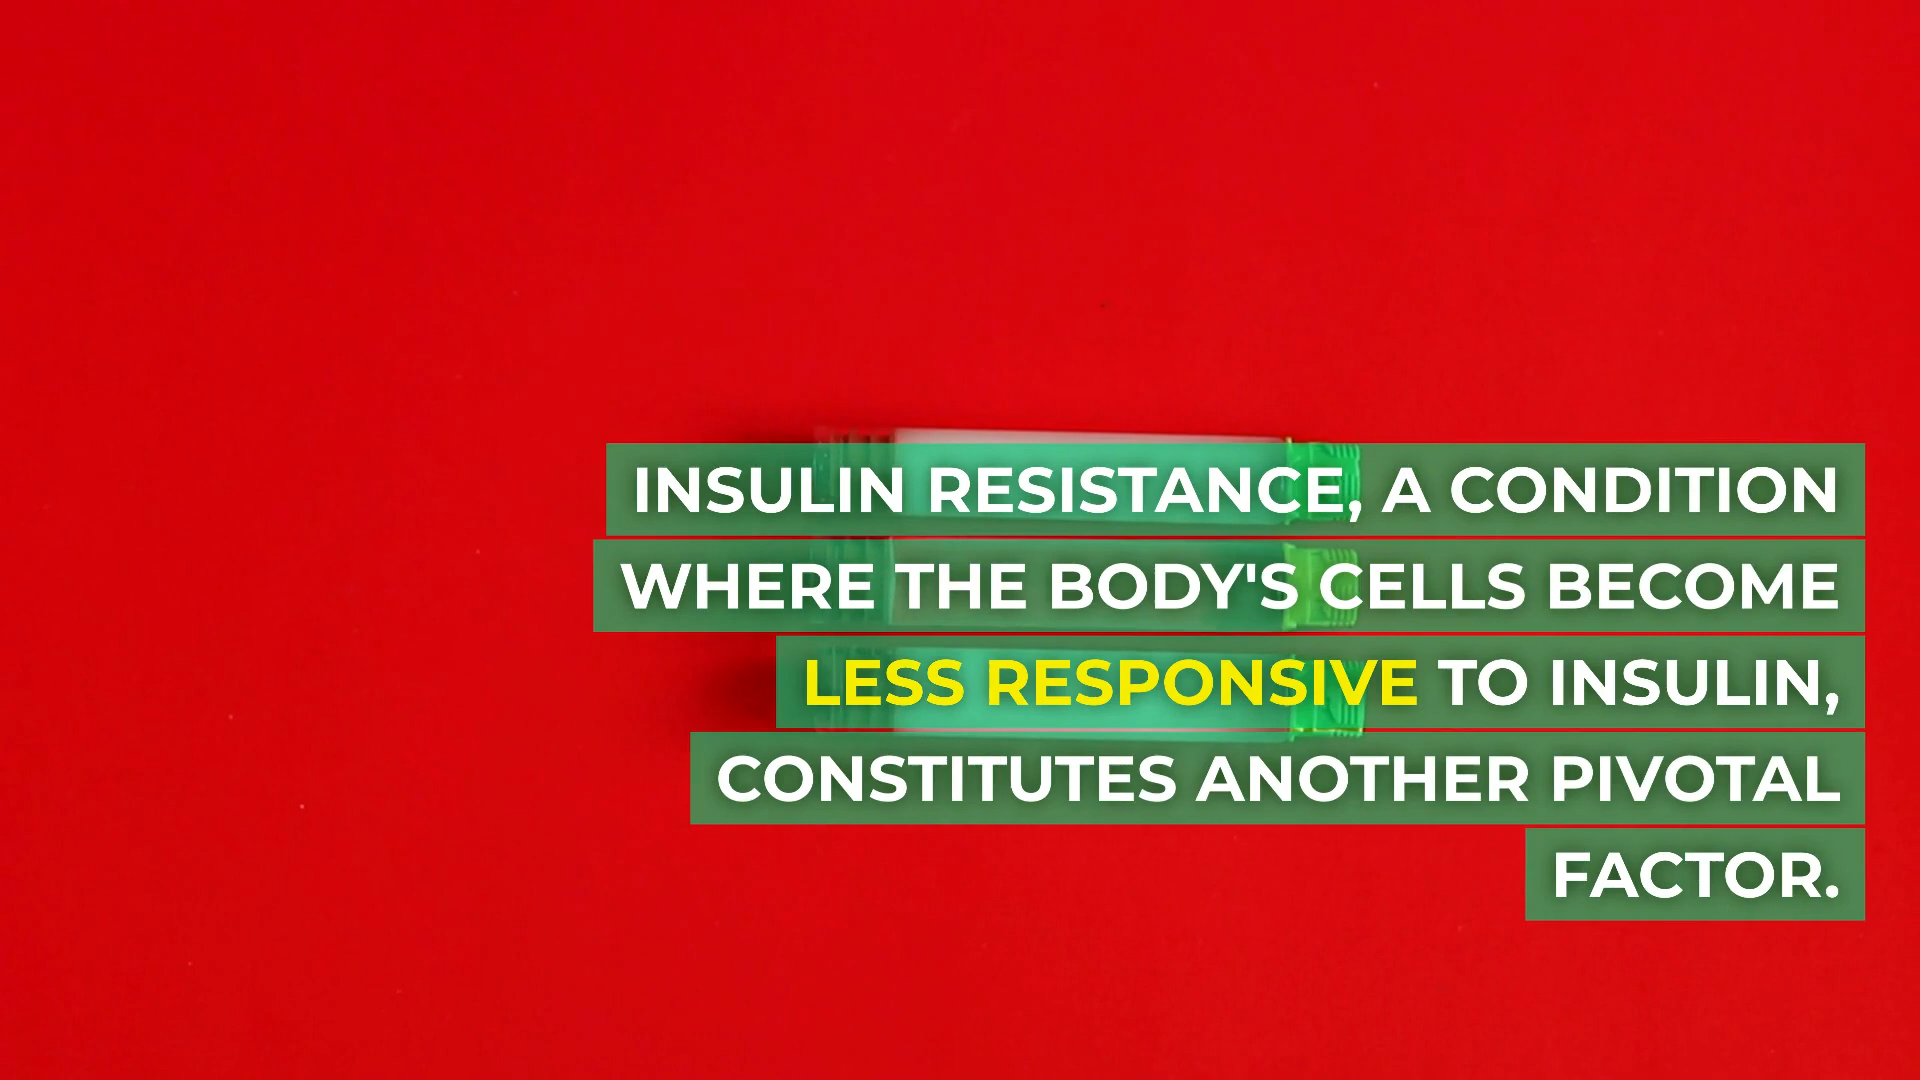 INSULIN RESISTANCE, A CONDITION
WHERE THE BODY'S CELLS BECOME
LESS RESPONSIVE TO INSULIN,
CONSTITUTES ANOTHER PIVOTAL
FACTOR.